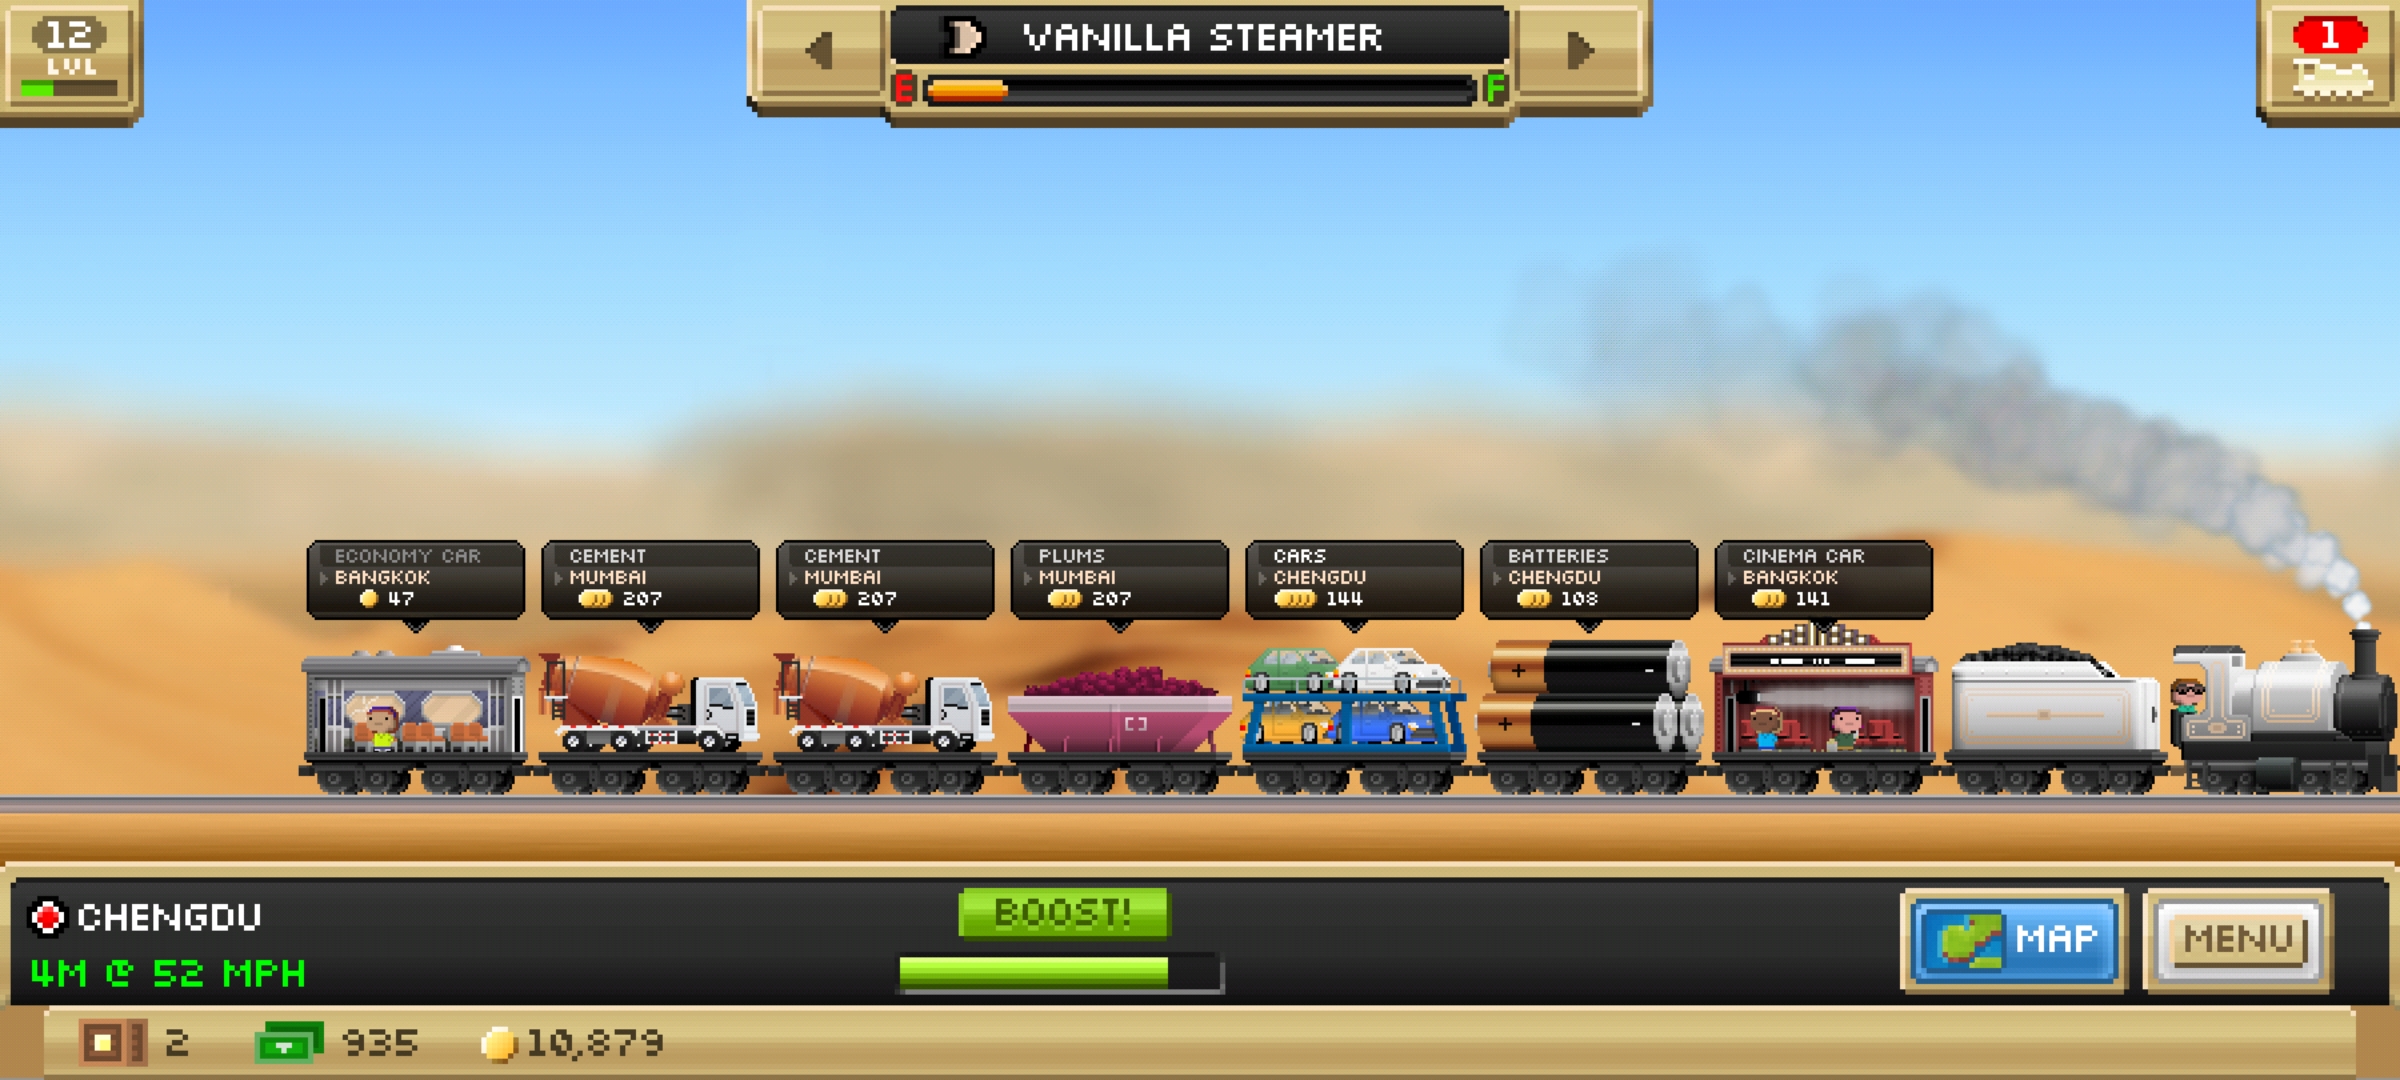 12
LVL
VANILLA STEAMER
E F
1
ECONOMY CAR
BANGKOK
47
CEMENT
MUMBAI
207
CEMENT
MUMBAI
207
PLUMS
MUMBAI
207
CARS
CHENGDU
144
BATTERIES
CHENGDU
108
CINEMA CAR
BANGKOK
141
+ -
+ -
CHENGDU
4M @ 52 MPH
BOOST!
MAP
MENU
2
935
10,879